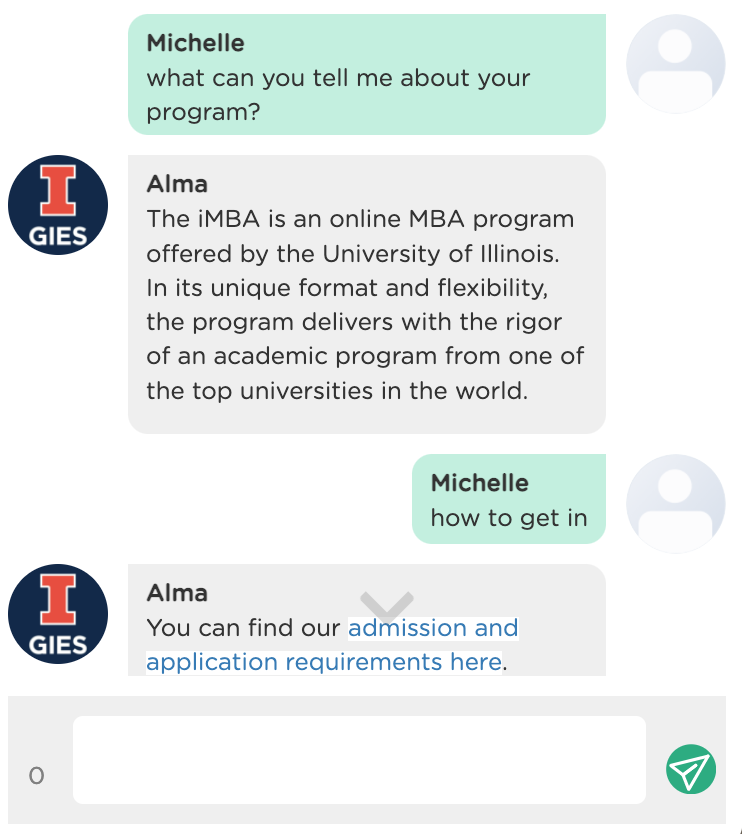 Michelle
what can you tell me about your
program?
I
GIES
Alma
The iMBA is an online MBA program
offered by the University of Illinois.
In its unique format and flexibility,
the program delivers with the rigor
of an academic program from one of
the top universities in the world.
Michelle
how to get in
I
GIES
Alma
You can find our admission and
application requirements here.
0